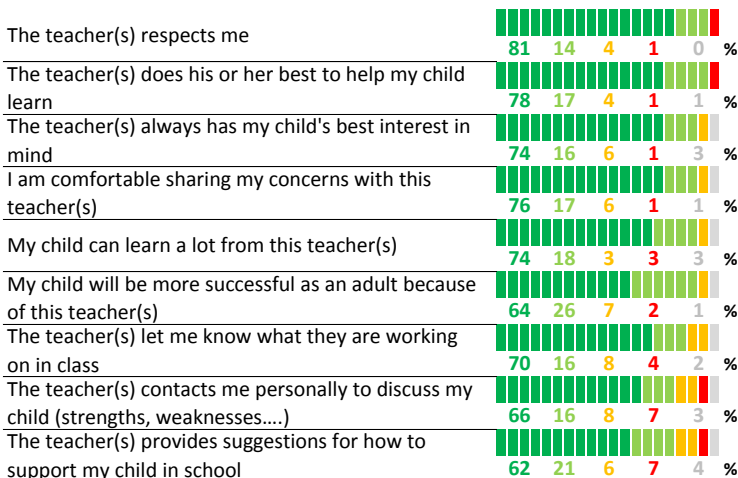 The teacher(s) respects me
81 14 4 1 0 %
The teacher(s) does his or her best to help my child
learn
78 17 4 1 1 %
The teacher(s) always has my child's best interest in
mind
74 16 6 1 3 %
I am comfortable sharing my concerns with this
teacher(s)
76 17 6 1 1 %
My child can learn a lot from this teacher(s)
74 18 3 3 3 %
My child will be more successful as an adult because
of this teacher(s)
64 26 7 2 1 %
The teacher(s) let me know what they are working
on in class
70 16 8 4 2 %
The teacher(s) contacts me personally to discuss my
child (strengths, weaknesses....)
66 16 8 7 3 %
The teacher(s) provides suggestions for how to
support my child in school
62 21 6 7 4 %